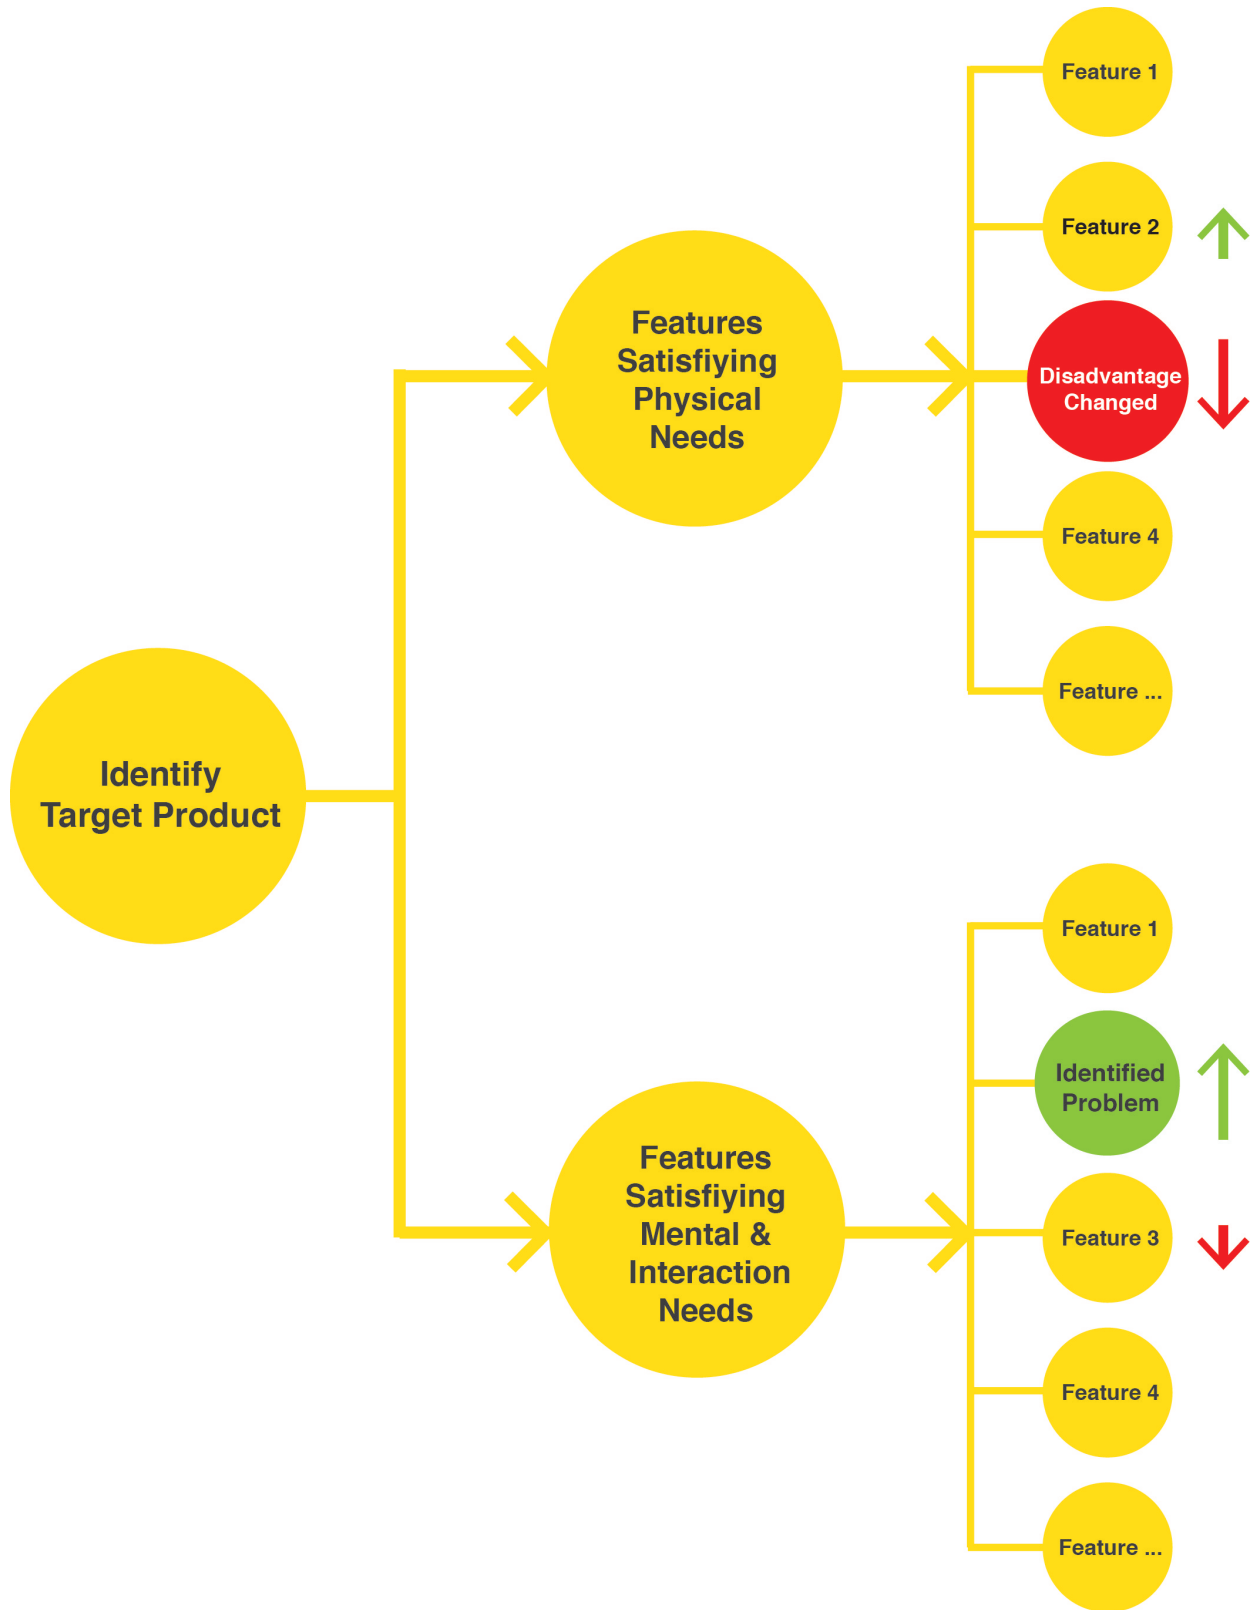 Identify
Target Product
Features
Satisfiying
Physical
Needs
Feature 1
Feature 2
Disadvantage
Changed
Feature 4
Feature ...
Features
Satisfiying
Mental &
Interaction
Needs
Feature 1
Identified
Problem
Feature 3
Feature 4
Feature ...